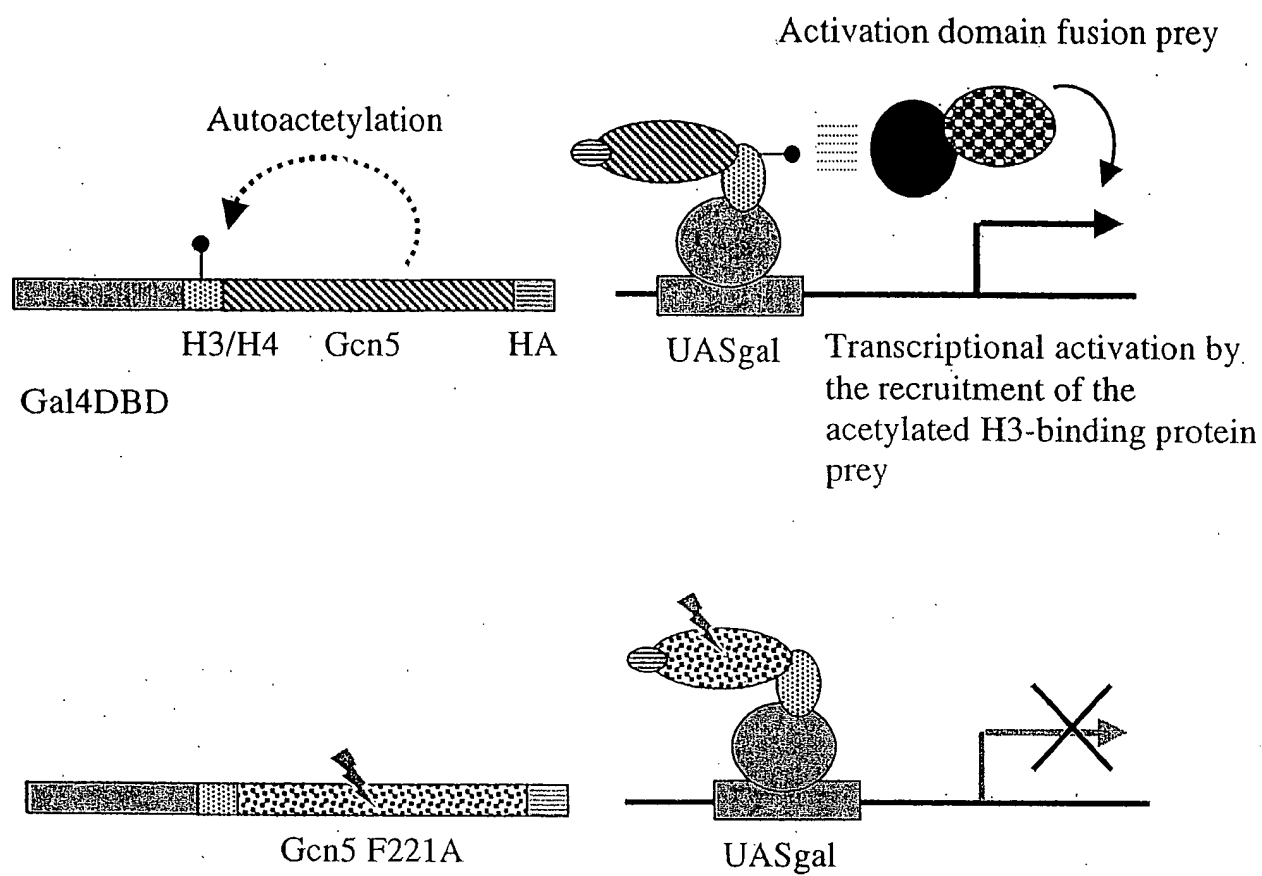 Activation domain fusion prey
Autoactetylation
H3/H4 Gcn5 HA
Gal4DBD
UASgal
Transcriptional activation by
the recruitment of the
acetylated H3-binding protein
prey
Gcn5 F221A
UASgal